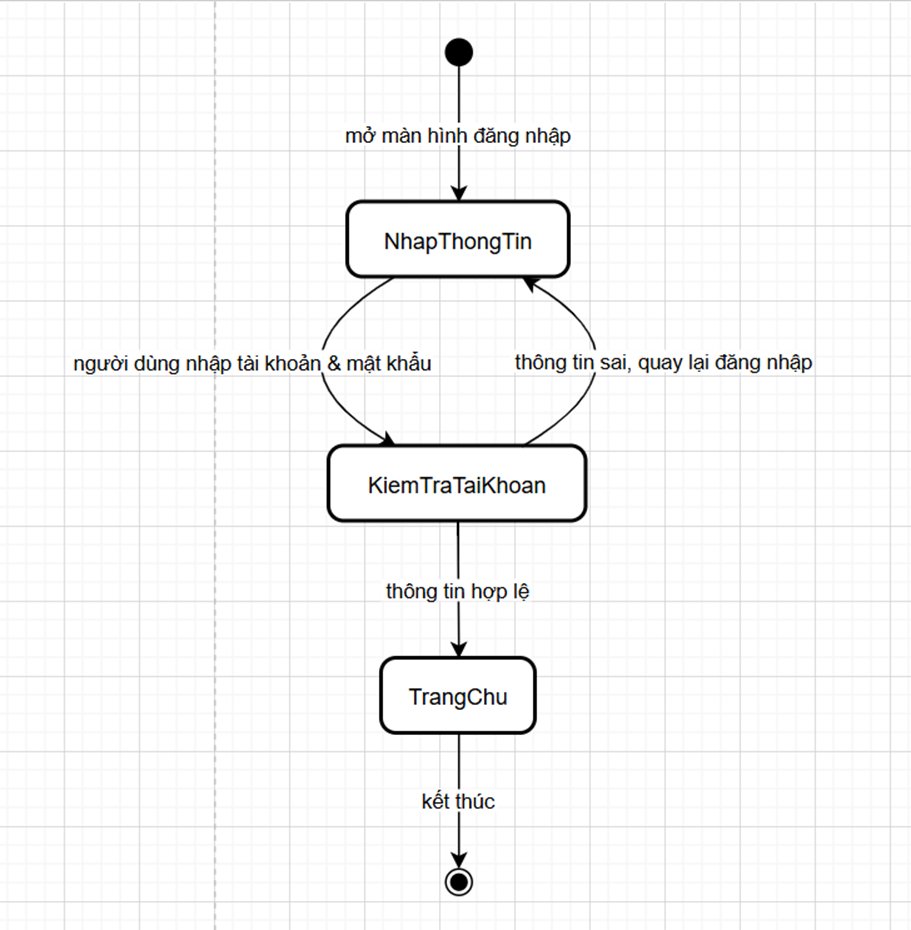 mở màn hình đăng nhập
NhapThongTin
người dùng nhập tài khoản & mật khẩu
thông tin sai, quay lại đăng nhập
KiemTraTaiKhoan
thông tin hợp lệ
TrangChu
kết thúc